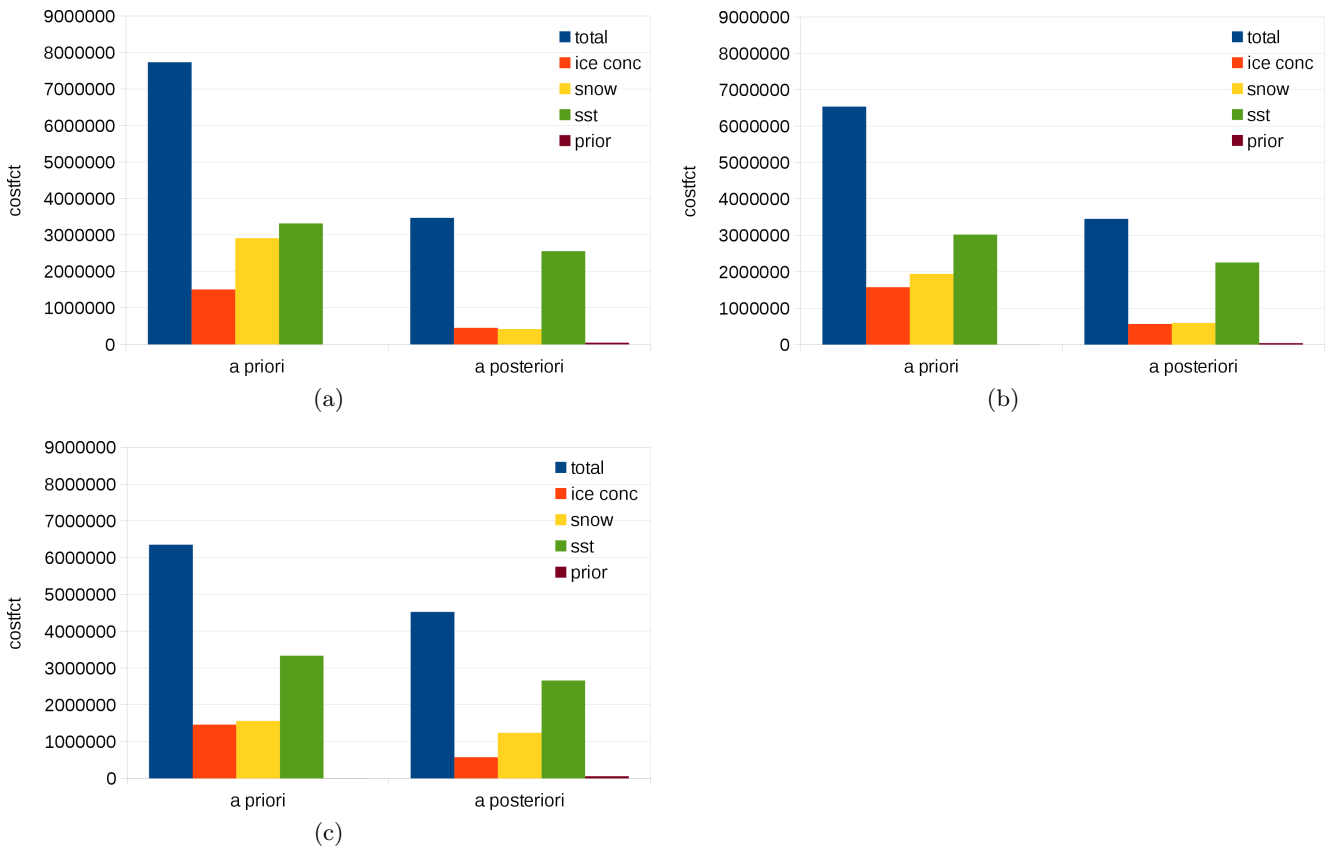 9000000
8000000
7000000
6000000
5000000
4000000
3000000
2000000
1000000
0
costfct
total
ice conc
snow
sst
prior
a priori
a posteriori
(a)
9000000
8000000
7000000
6000000
5000000
4000000
3000000
2000000
1000000
0
costfct
total
ice conc
snow
sst
prior
a priori
a posteriori
(b)
9000000
8000000
7000000
6000000
5000000
4000000
3000000
2000000
1000000
0
costfct
total
ice conc
snow
sst
prior
a priori
a posteriori
(c)